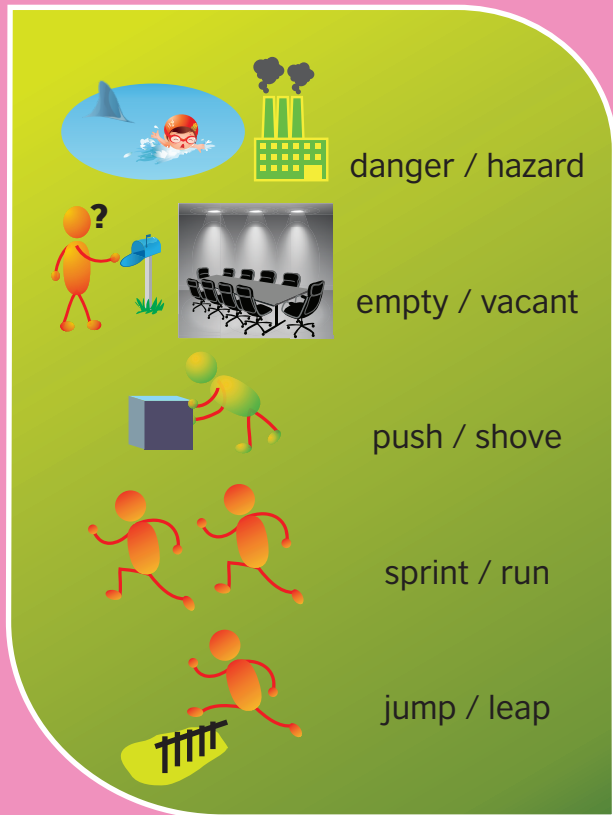 danger / hazard
?
empty / vacant
push / shove
sprint / run
jump / leap